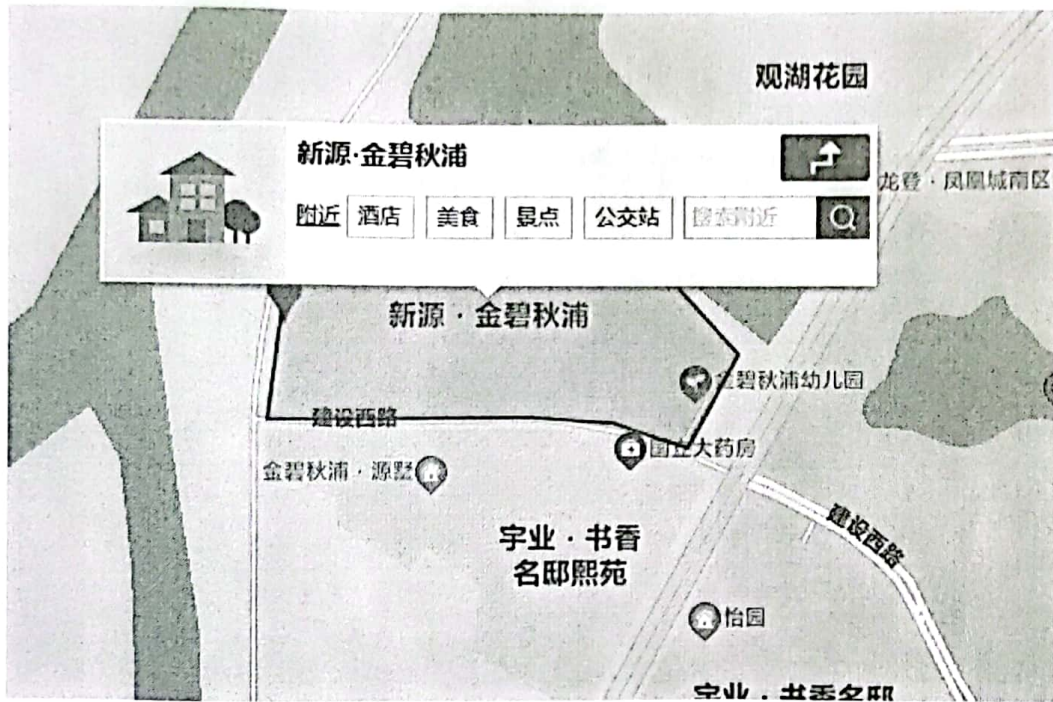 观湖花园
新源·金碧秋浦
龙登·凤凰城南区
附近
酒店
美食
景点
公交站
搜索附近
新源·金碧秋浦
金碧秋浦幼儿园
建设西路
国立大药房
金碧秋浦·源墅
建设西路
宇业·书香
名邸熙苑
怡园
宇业·书香名邸